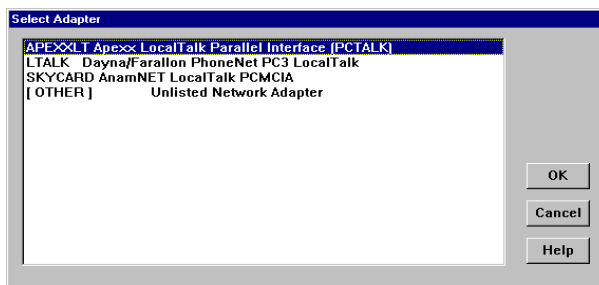 Select Adapter
APEXXLT Apexx LocalTalk Parallel Interface (PCTALK)
LTALK Dayna/Farallon PhoneNet PC3 LocalTalk
SKYCARD AnamNET LocalTalk PCMCIA
[ OTHER ] Unlisted Network Adapter
OK
Cancel
Help